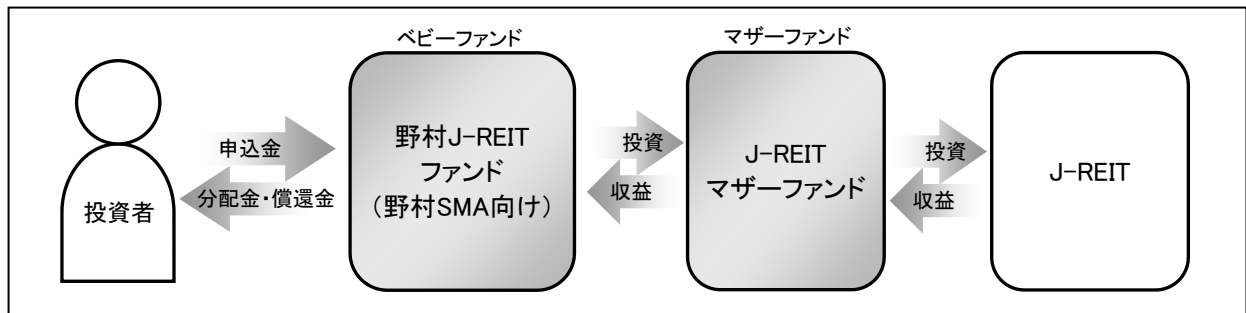 ベビーファンド
マザーファンド
投資者
申込金
分配金・償還金
野村J-REIT
ファンド
（野村SMA向け）
投資
収益
J-REIT
マザーファンド
投資
収益
J-REIT